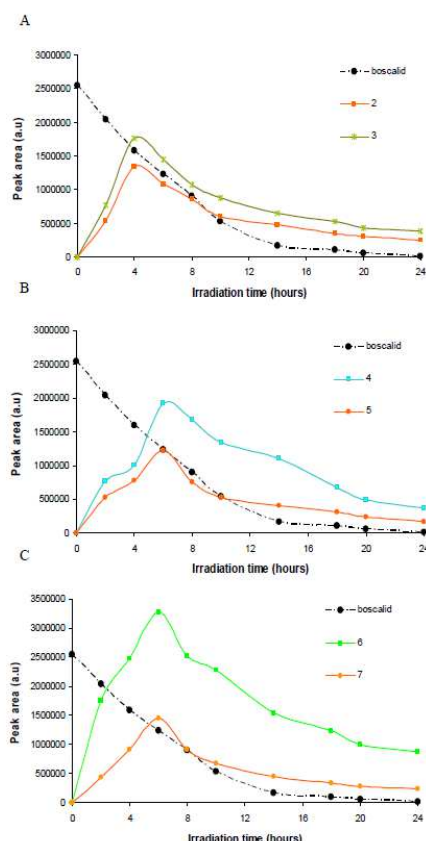 A
Peak area (a.u)
3000000
2500000
2000000
1500000
1000000
500000
0
boscalid
2
3
0 4 8 12 16 20 24
Irradiation time (hours)
B
Peak area (a.u)
3000000
2500000
2000000
1500000
1000000
500000
0
boscalid
4
5
0 4 8 12 16 20 24
Irradiation time (hours)
C
Peak area (a.u)
3500000
3000000
2500000
2000000
1500000
1000000
500000
0
boscalid
6
7
0 4 8 12 16 20 24
Irradiation time (hours)